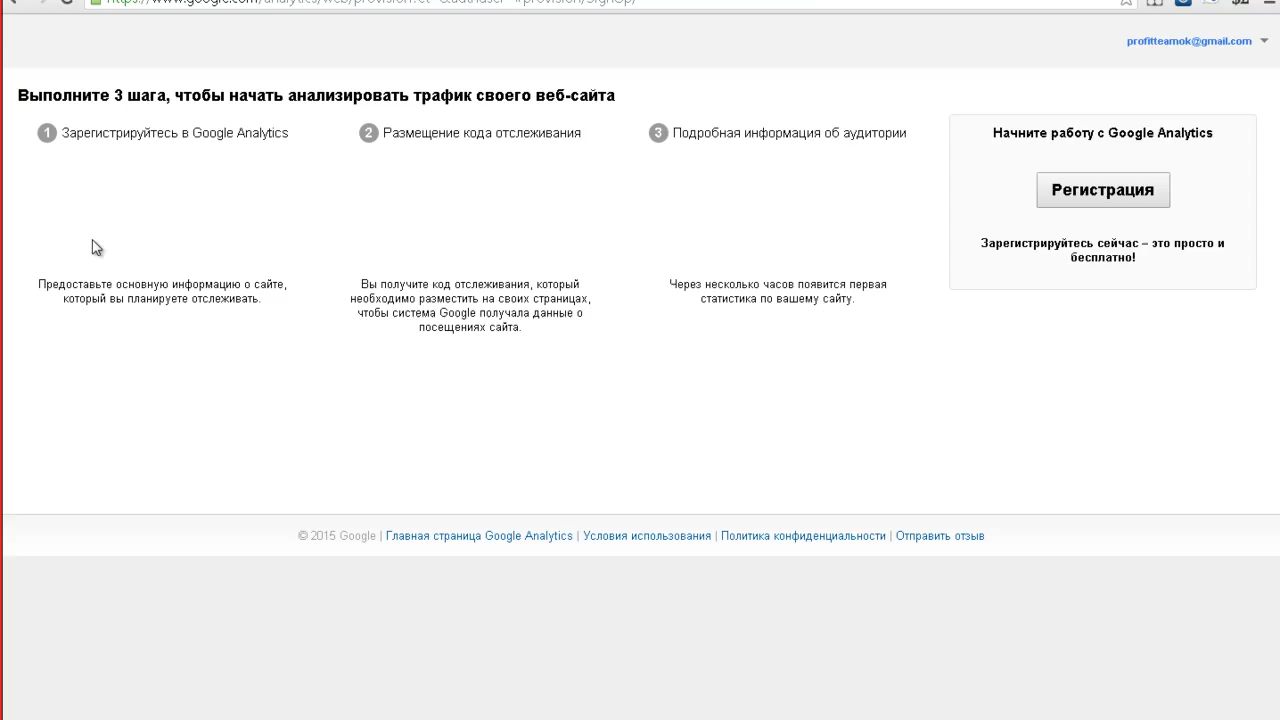 profitteamok@gmail.com
Выполните 3 шага, чтобы начать анализировать трафик своего веб-сайта
1 Зарегистрируйтесь в Google Analytics
2 Размещение кода отслеживания
3 Подробная информация об аудитории
Начните работу с Google Analytics
Регистрация
Зарегистрируйтесь сейчас – это просто и
бесплатно!
Предоставьте основную информацию о сайте,
который вы планируете отслеживать.
Вы получите код отслеживания, который
необходимо разместить на своих страницах,
чтобы система Google получала данные о
посещениях сайта.
Через несколько часов появится первая
статистика по вашему сайту.
© 2015 Google | Главная страница Google Analytics | Условия использования | Политика конфиденциальности | Отправить отзыв